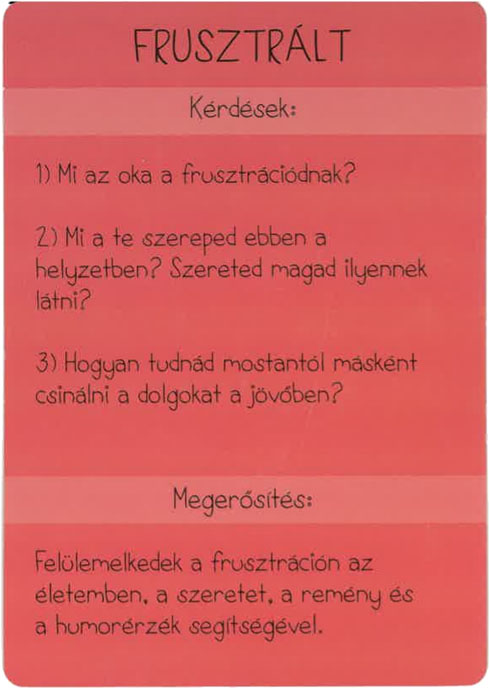 FRUSZTRÁLT
Kérdések:
1) Mi az oka a frusztrációdnak?
2) Mi a te szereped ebben a
helyzetben? Szereted magad ilyennek
látni?
3) Hogyan tudnád mostantól másként
csinálni a dolgokat a jövőben?
Megerősítés:
Felülemelkedek a frusztráción az
életemben, a szeretet, a remény és
a humorérzék segítségével.